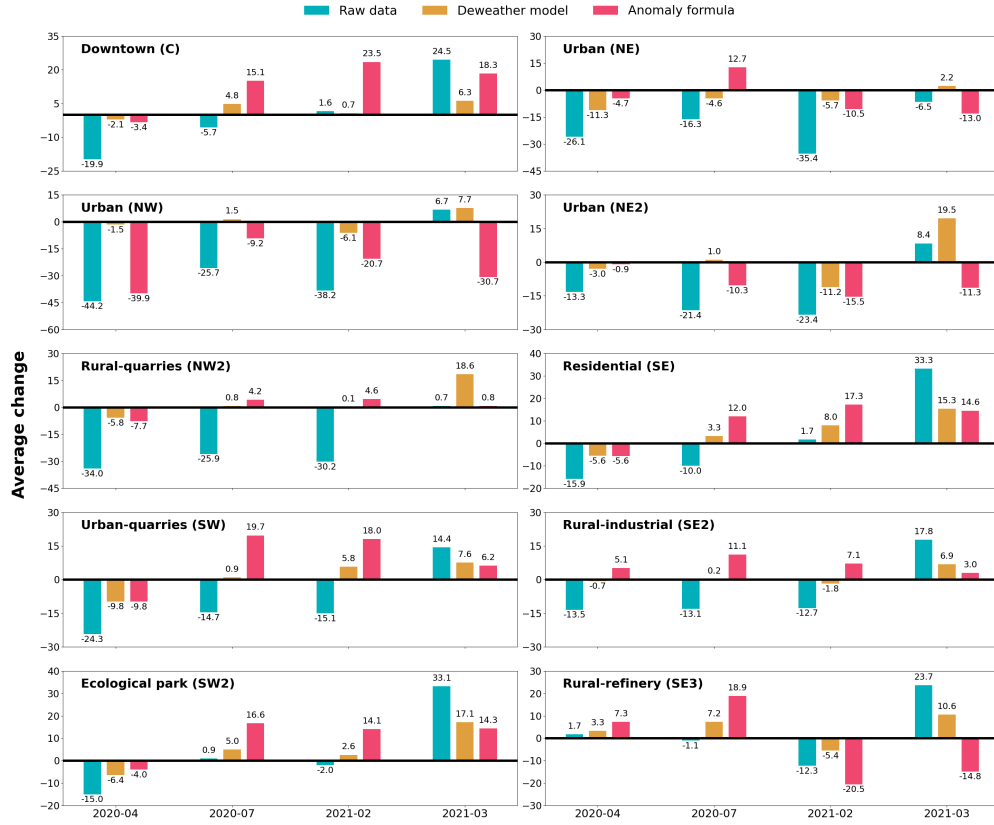 Raw data Deweather model Anomaly formula
Average change
Downtown (C)
35
20
5
−10
−25
-19.9 -2.1 -3.4
-5.7 4.8 15.1
1.6 0.7 23.5
24.5 6.3 18.3
Urban (NE)
30
15
0
−15
−30
−45
-26.1 -11.3 -4.7
-16.3 -4.6 12.7
-35.4 -5.7 -10.5
-6.5 2.2 -13.0
Urban (NW)
15
0
−15
−30
−45
−60
-44.2 -1.5 -39.9
-25.7 1.5 -9.2
-38.2 -6.1 -20.7
6.7 7.7 -30.7
Urban (NE2)
30
15
0
−15
−30
-13.3 -3.0 -0.9
-21.4 1.0 -10.3
-23.4 -11.2 -15.5
8.4 19.5 -11.3
Rural-quarries (NW2)
30
15
0
−15
−30
−45
-34.0 -5.8 -7.7
-25.9 0.8 4.2
-30.2 0.1 4.6
0.7 18.6 0.8
Residential (SE)
40
30
20
10
0
−10
−20
-15.9 -5.6 -5.6
-10.0 3.3 12.0
1.7 8.0 17.3
33.3 15.3 14.6
Urban-quarries (SW)
30
15
0
−15
−30
-24.3 -9.8 -9.8
-14.7 0.9 19.7
-15.1 5.8 18.0
14.4 7.6 6.2
Rural-industrial (SE2)
30
15
0
−15
−30
-13.5 -0.7 5.1
-13.1 0.2 11.1
-12.7 -1.8 7.1
17.8 6.9 3.0
Ecological park (SW2)
40
30
20
10
0
−10
−20
-15.0 -6.4 -4.0
0.9 5.0 16.6
-2.0 2.6 14.1
33.1 17.1 14.3
2020-04 2020-07 2021-02 2021-03
Rural-refinery (SE3)
30
20
10
0
−10
−20
−30
1.7 3.3 7.3
-1.1 7.2 18.9
-12.3 -5.4 -20.5
23.7 10.6 -14.8
2020-04 2020-07 2021-02 2021-03